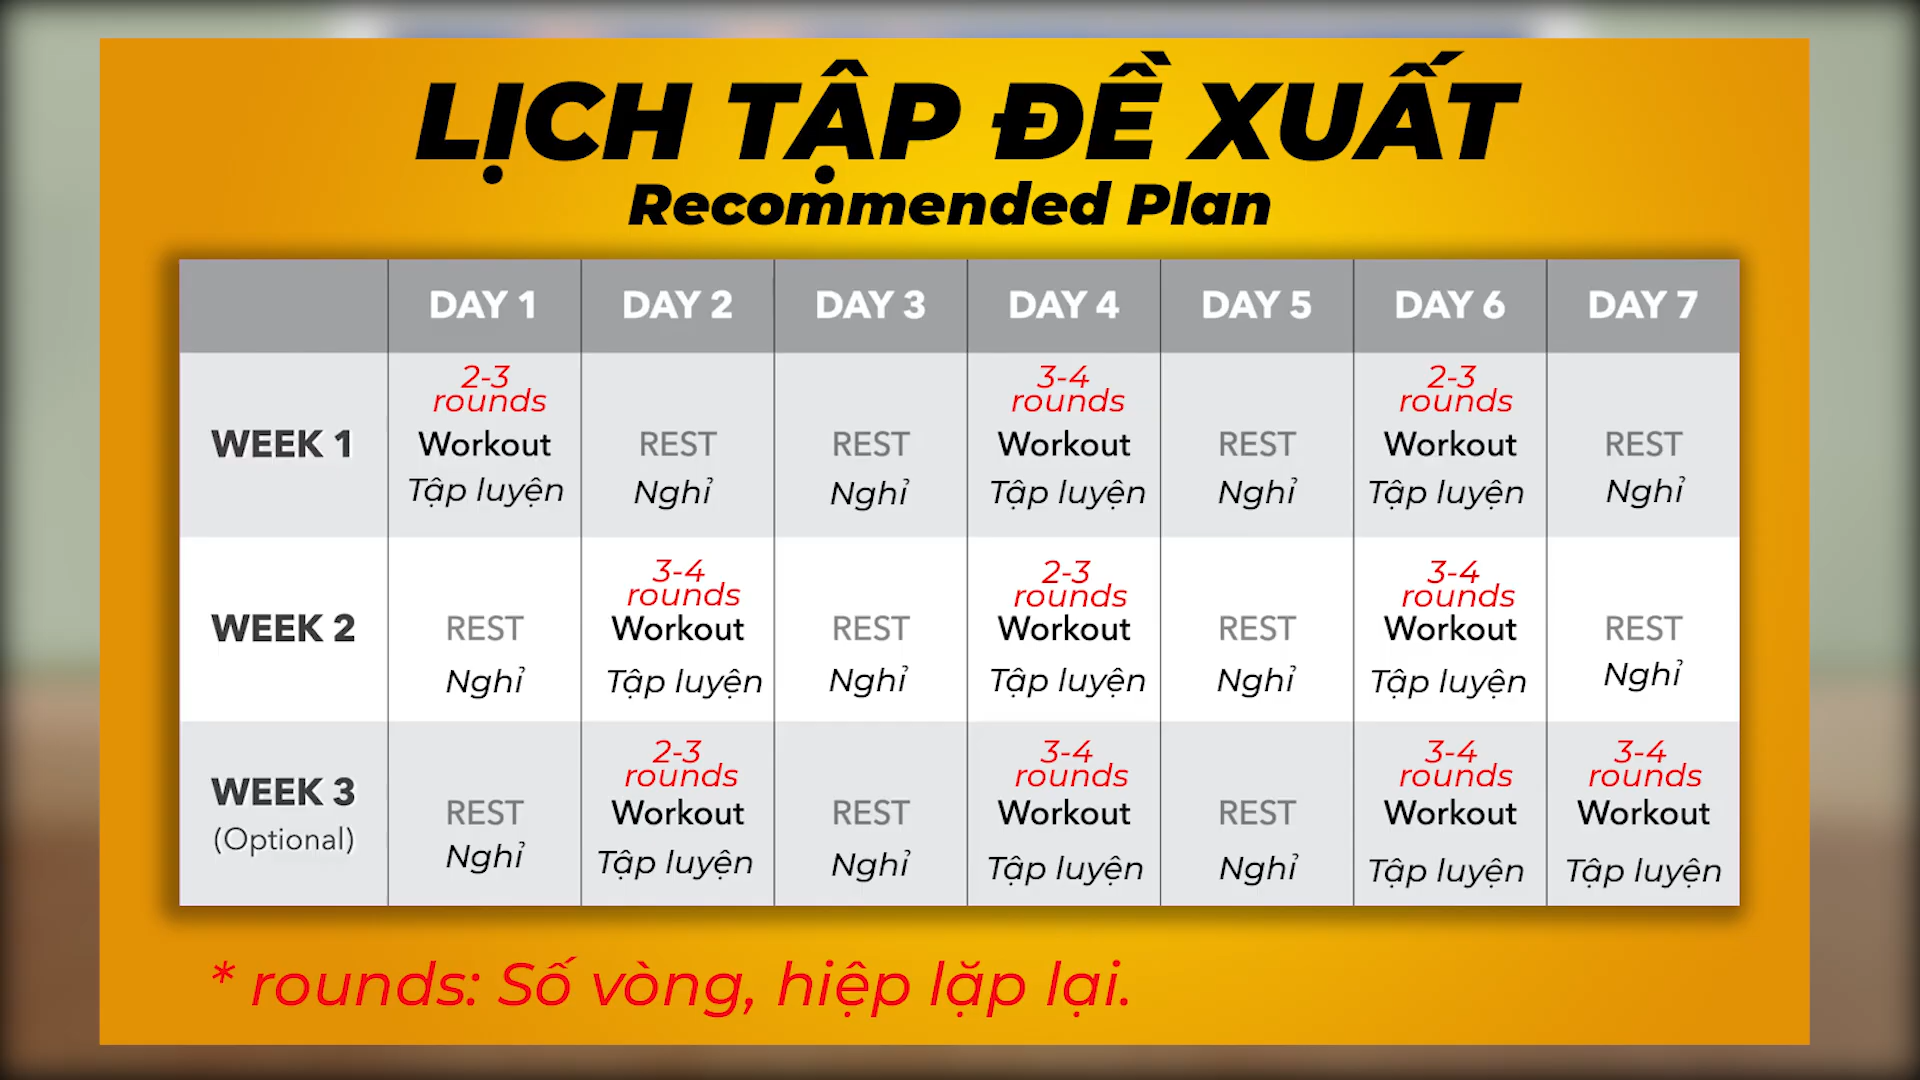 LỊCH TẬP ĐỀ XUẤT
Recommended Plan
DAY 1 DAY 2 DAY 3 DAY 4 DAY 5 DAY 6 DAY 7
WEEK 1
2-3
rounds
Workout
Tập luyện
REST
Nghỉ
REST
Nghỉ
3-4
rounds
Workout
Tập luyện
REST
Nghỉ
2-3
rounds
Workout
Tập luyện
REST
Nghỉ
WEEK 2
REST
Nghỉ
3-4
rounds
Workout
Tập luyện
REST
Nghỉ
2-3
rounds
Workout
Tập luyện
REST
Nghỉ
3-4
rounds
Workout
Tập luyện
REST
Nghỉ
WEEK 3
(Optional)
REST
Nghỉ
2-3
rounds
Workout
Tập luyện
REST
Nghỉ
3-4
rounds
Workout
Tập luyện
REST
Nghỉ
3-4
rounds
Workout
Tập luyện
3-4
rounds
Workout
Tập luyện
* rounds: Số vòng, hiệp lặp lại.